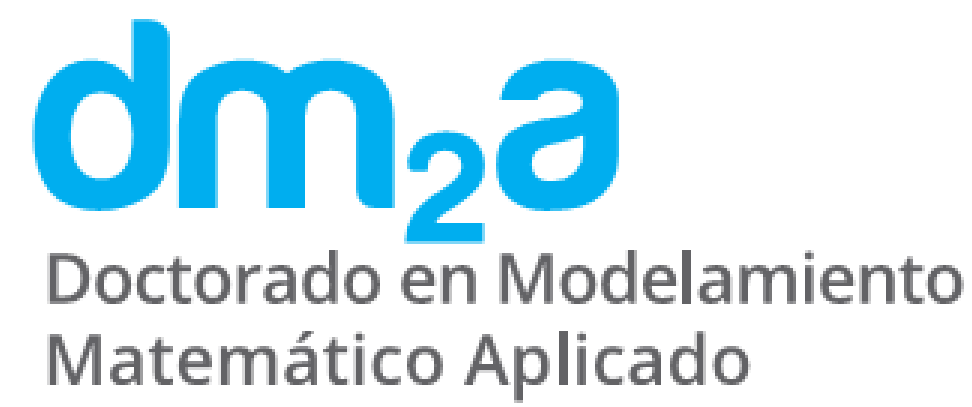 dm₂a
Doctorado en Modelamiento
Matemático Aplicado